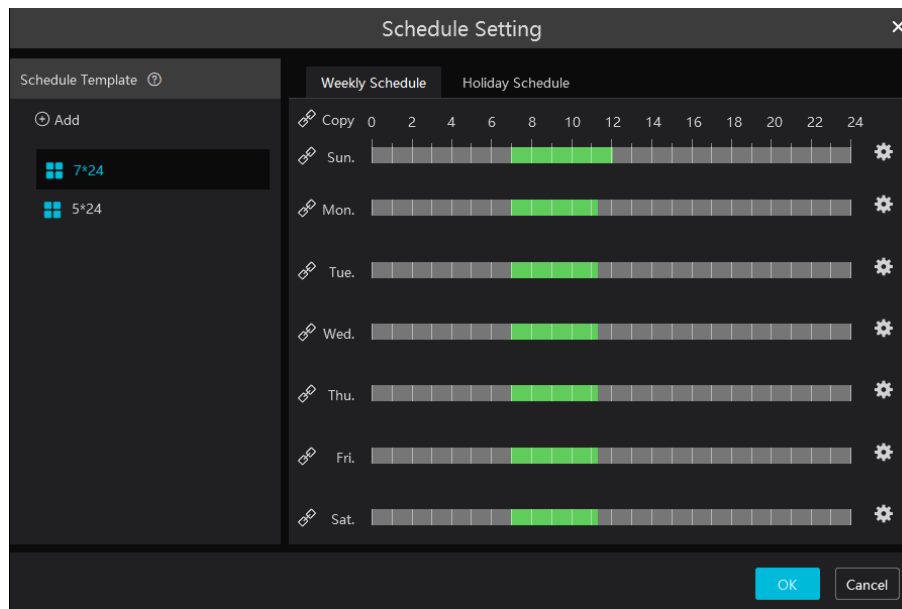 Schedule Setting
Schedule Template
Weekly Schedule Holiday Schedule
Add
Copy 0 2 4 6 8 10 12 14 16 18 20 22 24
7*24
5*24
Sun.
Mon.
Tue.
Wed.
Thu.
Fri.
Sat.
OK Cancel